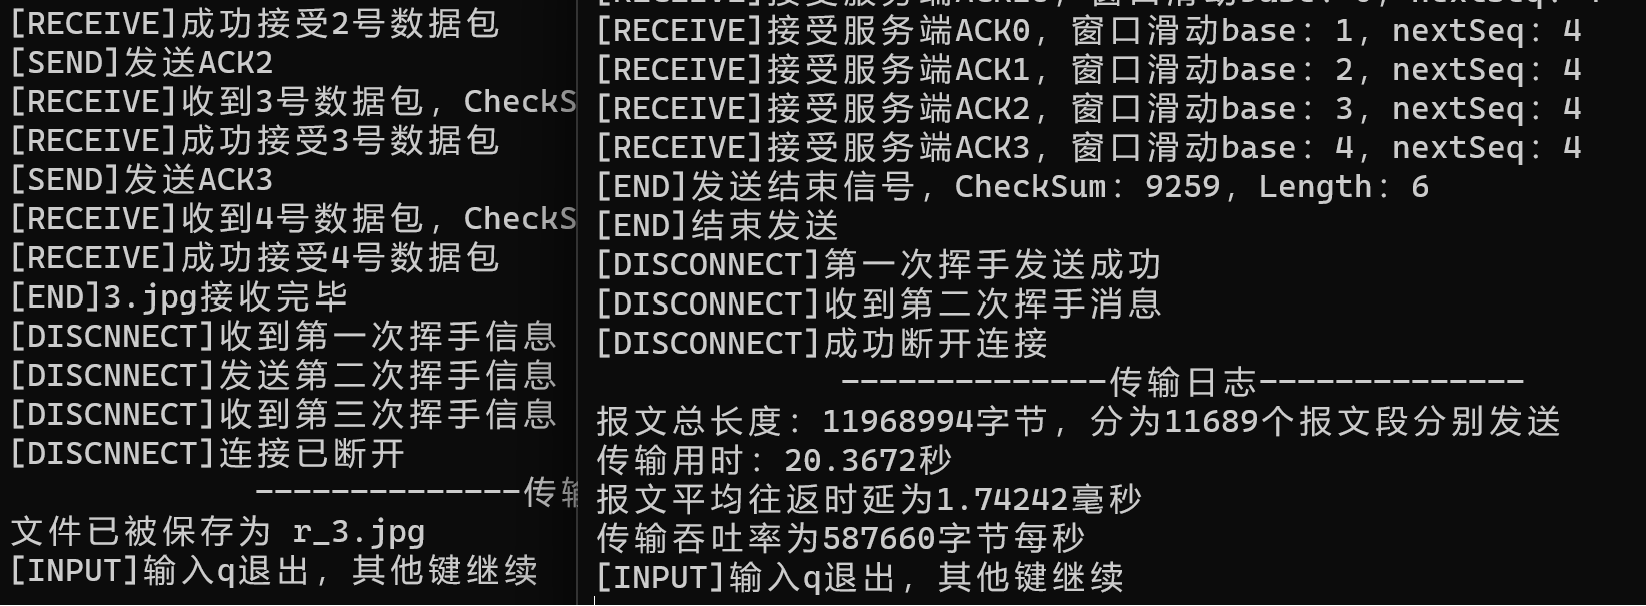 [RECEIVE]成功接受2号数据包
[SEND]发送ACK2
[RECEIVE]收到3号数据包，CheckS
[RECEIVE]成功接受3号数据包
[SEND]发送ACK3
[RECEIVE]收到4号数据包，CheckS
[RECEIVE]成功接受4号数据包
[END]3.jpg接收完毕
[DISCNNECT]收到第一次挥手信息
[DISCNNECT]发送第二次挥手信息
[DISCNNECT]收到第三次挥手信息
[DISCNNECT]连接已断开
--------------传输
文件已被保存为 r_3.jpg
[INPUT]输入q退出，其他键继续
[RECEIVE]接受服务端ACK0，窗口滑动base：1，nextSeq：4
[RECEIVE]接受服务端ACK1，窗口滑动base：2，nextSeq：4
[RECEIVE]接受服务端ACK2，窗口滑动base：3，nextSeq：4
[RECEIVE]接受服务端ACK3，窗口滑动base：4，nextSeq：4
[END]发送结束信号，CheckSum：9259，Length：6
[END]结束发送
[DISCONNECT]第一次挥手发送成功
[DISCONNECT]收到第二次挥手消息
[DISCONNECT]成功断开连接
--------------传输日志--------------
报文总长度：11968994字节，分为11689个报文段分别发送
传输用时：20.3672秒
报文平均往返时延为1.74242毫秒
传输吞吐率为587660字节每秒
[INPUT]输入q退出，其他键继续